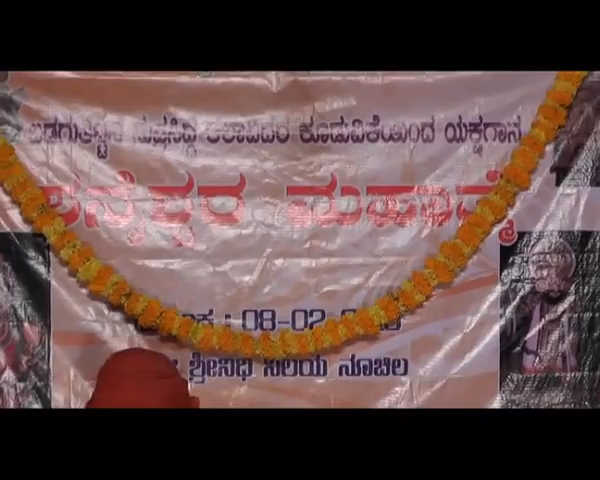 ಬಡಗುತಿಟ್ಟಿನ ಸುಪ್ರಸಿದ್ಧ ಕಲಾವಿದರ ಕೂಡುವಿಕೆಯಿಂದ ಯಕ್ಷಗಾನ
ಶನೀಶ್ವರ ಮಹಾತ್ಮೆ
: 08-02-
ಶ್ರೀನಿಧಿ ನಿಲಯ ನೂಚಿಲ